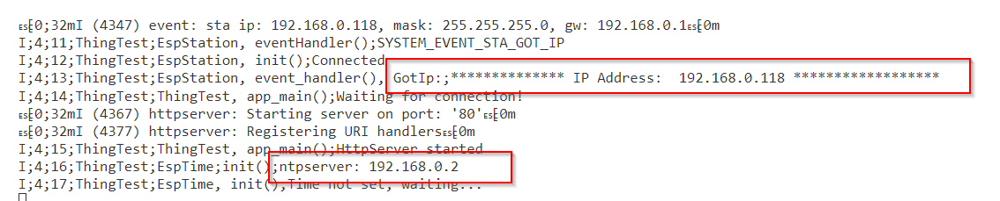 ␛[0;32mI (4347) event: sta ip: 192.168.0.118, mask: 255.255.255.0, gw: 192.168.0.1␛[0m
I;4;11;ThingTest;EspStation, eventHandler();SYSTEM_EVENT_STA_GOT_IP
I;4;12;ThingTest;EspStation, init();Connected
I;4;13;ThingTest;EspStation, event_handler(), GotIp:;************** IP Address:  192.168.0.118 ******************
I;4;14;ThingTest;ThingTest, app_main();Waiting for connection!
␛[0;32mI (4367) httpserver: Starting server on port: '80'␛[0m
␛[0;32mI (4377) httpserver: Registering URI handlers␛[0m
I;4;15;ThingTest;ThingTest, app_main();HttpServer started
I;4;16;ThingTest;EspTime;init();ntpserver: 192.168.0.2
I;4;17;ThingTest;EspTime, init(),Time not set, waiting...